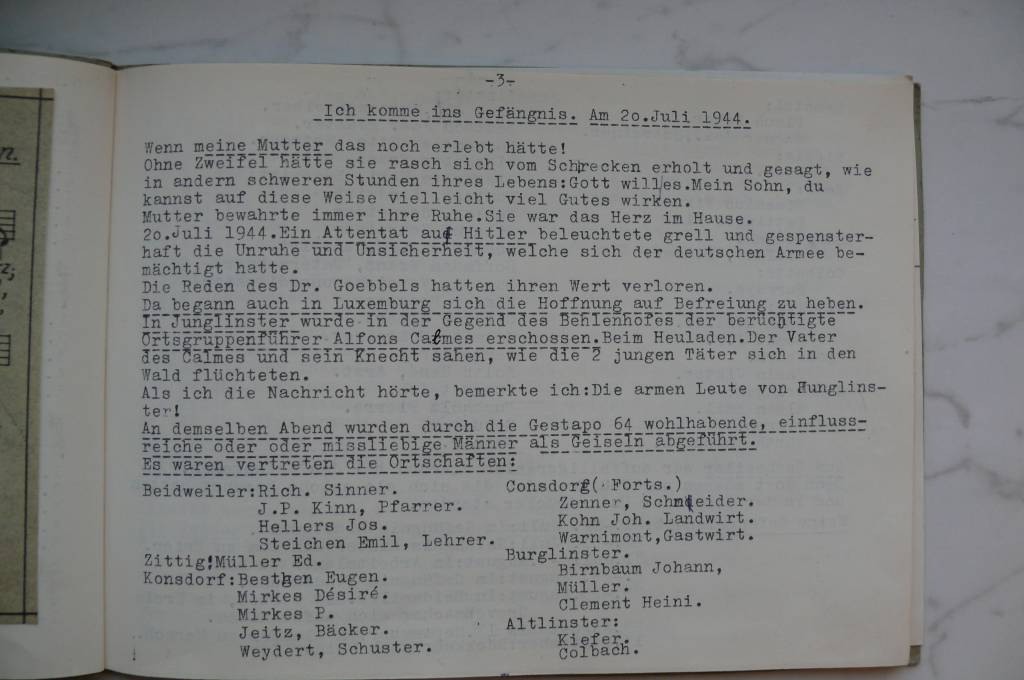 -3-
Ich komme ins Gefängnis. Am 2o.Juli 1944.
Wenn meine Mutter das noch erlebt hätte!
Ohne Zweifel hätte sie rasch sich vom Schrecken erholt und gesagt, wie
in andern schweren Stunden ihres Lebens:Gott will es.Mein Sohn, du
kannst auf diese Weise vielleicht viel Gutes wirken.
Mutter bewahrte immer ihre Ruhe.Sie war das Herz im Hause.
2o.Juli 1944.Ein Attentat auf Hitler beleuchtete grell und gespenster-
haft die Unruhe und Unsicherheit, welche sich der deutschen Armee be-
mächtigt hatte.
Die Reden des Dr. Goebbels hatten ihren Wert verloren.
Da begann auch in Luxemburg sich die Hoffnung auf Befreiung zu heben.
In Junglinster wurde in der Gegend des Behlenhofes der berüchtigte
Ortsgruppenführer Alfons Calmes erschossen.Beim Heuladen.Der Vater
des Calmes und sein Knecht sahen, wie die 2 jungen Täter sich in den
Wald flüchteten.
Als ich die Nachricht hörte, bemerkte ich:Die armen Leute von Hunglins-
ter!
An demselben Abend wurden durch die Gestapo 64 wohlhabende, einfluss-
reiche oder oder missliebige Männer als Geiseln abgeführt.
Es waren vertreten die Ortschaften:
Beidweiler:Rich. Sinner.
J.P. Kinn, Pfarrer.
Hellers Jos.
Steichen Emil, Lehrer.
Zittig:Müller Ed.
Konsdorf:Bestgen Eugen.
Mirkes Désiré.
Mirkes P.
Jeitz, Bäcker.
Weydert, Schuster.
Consdorf( Forts.)
Zenner, Schneider.
Kohn Joh. Landwirt.
Warnimont,Gastwirt.
Burglinster.
Birnbaum Johann,
Müller.
Clement Heini.
Altlinster:
Kiefer.
Colbach.